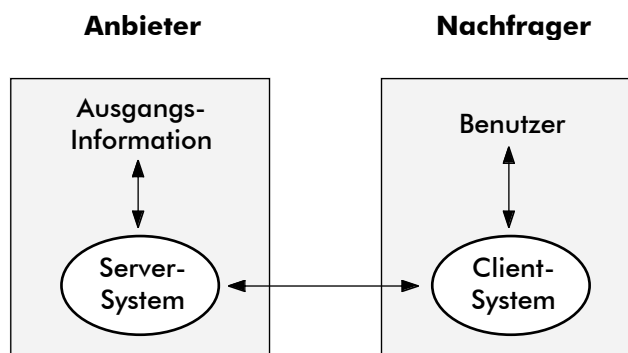 Anbieter
Nachfrager
Ausgangs-
Information
Benutzer
Server-
System
Client-
System